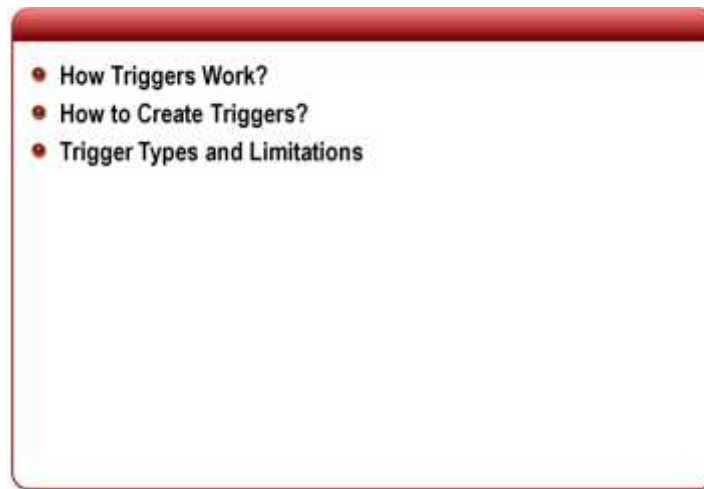 How Triggers Work?
How to Create Triggers?
Trigger Types and Limitations